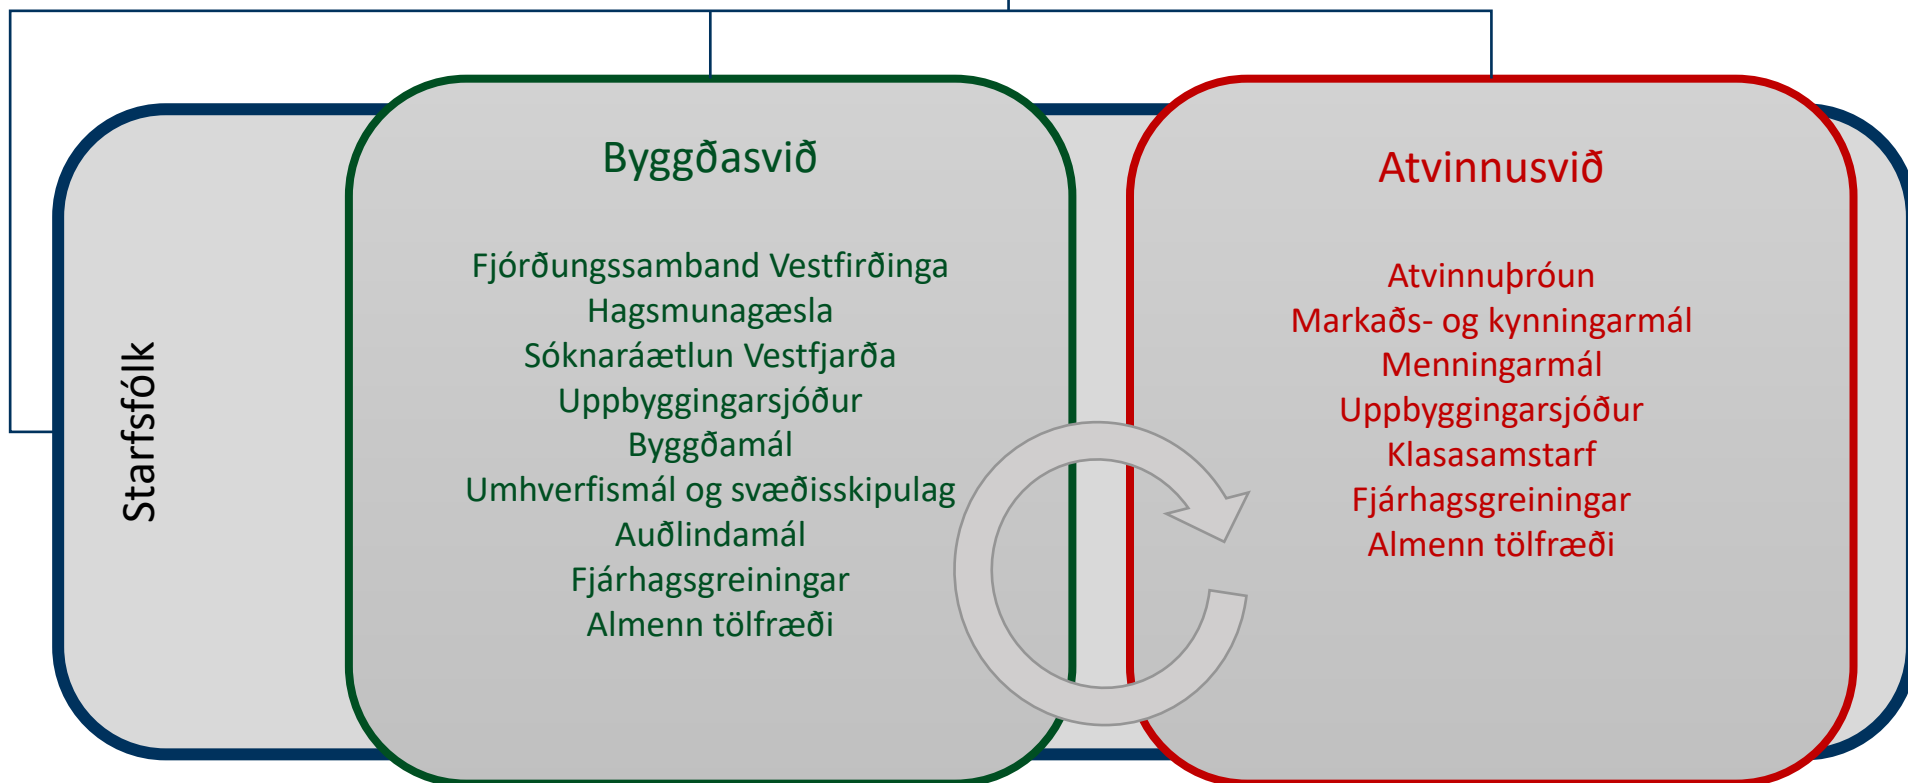 Starfsfólk
Byggðasvið
Fjórðungssamband Vestfirðinga
Hagsmunagæsla
Sóknaráætlun Vestfjarða
Uppbyggingarsjóður
Byggðamál
Umhverfismál og svæðisskipulag
Auðlindamál
Fjárhagsgreiningar
Almenn tölfræði
Atvinnusvið
Atvinnuþróun
Markaðs- og kynningarmál
Menningarmál
Uppbyggingarsjóður
Klasasamstarf
Fjárhagsgreiningar
Almenn tölfræði